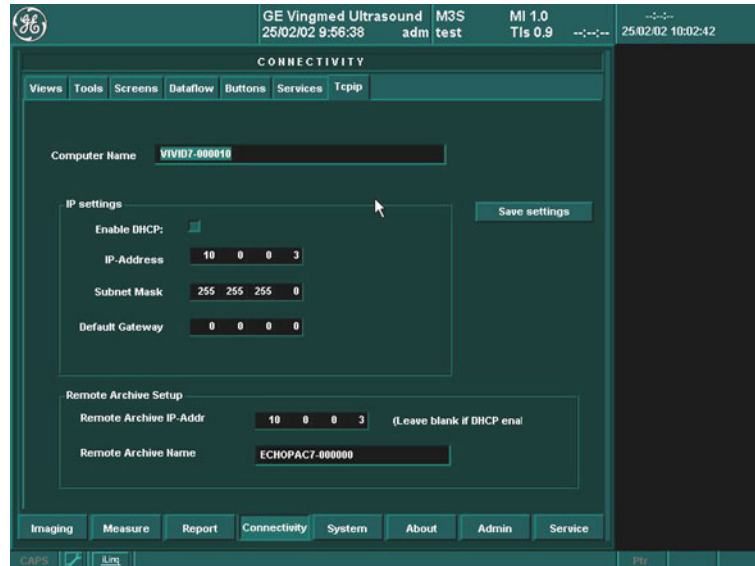 GE Vingmed Ultrasound M3S MI 1.0 --:--:--
25/02/02 9:56:38 adm test TIs 0.9 --:--:-- 25/02/02 10:02:42
CONNECTIVITY
Views Tools Screens Dataflow Buttons Services Tcpip
Computer Name VIVID7-000010
IP settings
Save settings
Enable DHCP:
IP-Address 10 0 0 3
Subnet Mask 255 255 255 0
Default Gateway 0 0 0 0
Remote Archive Setup
Remote Archive IP-Addr 10 0 0 3 (Leave blank if DHCP enal
Remote Archive Name ECHOPAC7-000000
Imaging Measure Report Connectivity System About Admin Service
CAPS iLinq Ptr